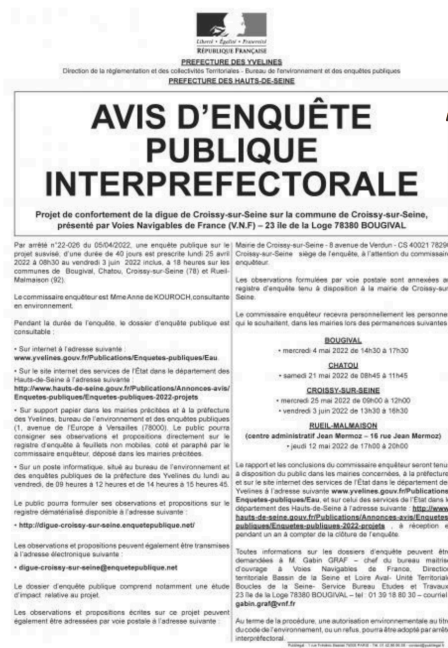 Liberté • Égalité • Fraternité
RÉPUBLIQUE FRANÇAISE
PREFECTURE DES YVELINES
Direction de la réglementation et des collectivités Territoriales - Bureau de l'environnement et des enquêtes publiques
PREFECTURE DES HAUTS-DE-SEINE
AVIS D'ENQUÊTE
PUBLIQUE
INTERPREFECTORALE
Projet de confortement de la digue de Croissy-sur-Seine sur la commune de Croissy-sur-Seine,
présenté par Voies Navigables de France (V.N.F) – 23 ile de la Loge 78380 BOUGIVAL
Par arrêté n°22-026 du 05/04/2022, une enquête publique sur le
projet susvisé, d'une durée de 40 jours est prescrite lundi 25 avril
2022 à 08h30 au vendredi 3 juin 2022 inclus, à 18 heures sur les
communes de Bougival, Chatou, Croissy-sur-Seine (78) et Rueil-
Malmaison (92).
Le commissaire enquêteur est Mme Anne de KOUROCH, consultante
en environnement.
Pendant la durée de l'enquête, le dossier d'enquête publique est
consultable :
• Sur internet à l'adresse suivante :
www.yvelines.gouv.fr/Publications/Enquetes-publiques/Eau.
• Sur le site internet des services de l'État dans le département des
Hauts-de-Seine à l'adresse suivante :
http://www.hauts-de-seine.gouv.fr/Publications/Annonces-avis/
Enquetes-publiques/Enquetes-publiques-2022-projets
• Sur support papier dans les mairies précitées et à la préfecture
des Yvelines, bureau de l'environnement et des enquêtes publiques
(1, avenue de l'Europe à Versailles (78000). Le public pourra
consigner ses observations et propositions directement sur le
registre d'enquête à feuillets non mobiles, coté et paraphé par le
commissaire enquêteur, déposé dans les mairies précitées.
• Sur un poste informatique, situé au bureau de l'environnement et
des enquêtes publiques de la préfecture des Yvelines du lundi au
vendredi, de 09 heures à 12 heures et de 14 heures à 15 heures 45.
Le public pourra formuler ses observations et propositions sur le
registre dématérialisé disponible à l'adresse suivante :
• http://digue-croissy-sur-seine.enquetepublique.net/
Les observations et propositions peuvent également être transmises
à l'adresse électronique suivante :
• digue-croissy-sur-seine@enquetepublique.net
Le dossier d'enquête publique comprend notamment une étude
d'impact relative au projet.
Les observations et propositions écrites sur ce projet peuvent
également être adressées par voie postale à l'adresse suivante :
Mairie de Croissy-sur-Seine - 8 avenue de Verdun - CS 40021 78290
Croissy-sur-Seine siège de l'enquête, à l'attention du commissaire
enquêteur.
Les observations formulées par voie postale sont annexées au
registre d'enquête tenu à disposition à la mairie de Croissy-sur-
Seine.
Le commissaire enquêteur recevra personnellement les personnes
qui le souhaitent, dans les mairies lors des permanences suivantes :
BOUGIVAL
• mercredi 4 mai 2022 de 14h30 à 17h30
CHATOU
• samedi 21 mai 2022 de 08h45 à 11h45
CROISSY-SUR-SEINE
• mercredi 25 mai 2022 de 09h00 à 12h00
• vendredi 3 juin 2022 de 13h30 à 16h30
RUEIL-MALMAISON
(centre administratif Jean Mermoz – 16 rue Jean Mermoz)
• jeudi 12 mai 2022 de 17h00 à 20h00
Le rapport et les conclusions du commissaire enquêteur seront tenus
à disposition du public dans les mairies concernées, à la préfecture
et sur le site internet des services de l'État dans le département des
Yvelines à l'adresse suivante www.yvelines.gouv.fr/Publications/
Enquetes-publiques/Eau, et sur celui des services de l'État dans le
département des Hauts-de-Seine à l'adresse suivante : http://www.
hauts-de-seine.gouv.fr/Publications/Annonces-avis/Enquetes-
publiques/Enquetes-publiques-2022-projets , à réception et
pendant un an à compter de la clôture de l'enquête.
Toutes informations sur les dossiers d'enquête peuvent être
demandées à M. Gabin GRAF – chef du bureau maitrise
d'ouvrage à Voies Navigables de France, Direction
territoriale Bassin de la Seine et Loire Aval- Unité Territoriale
Boucles de la Seine- Service Bureau Etudes et Travaux
23 île de la Loge 78380 BOUGIVAL – tel : 01 39 18 80 30 – courriel :
gabin.graf@vnf.fr
Au terme de la procédure, une autorisation environnementale au titre
du code de l'environnement, ou un refus, pourra être adopté par arrêté
interpréfectoral.